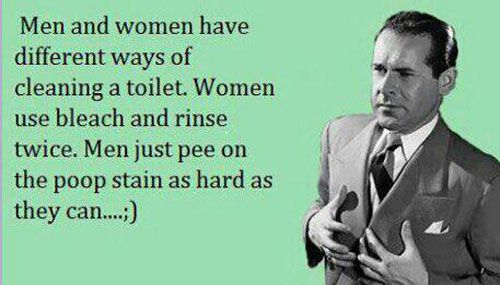 Men and women have
different ways of
cleaning a toilet. Women
use bleach and rinse
twice. Men just pee on
the poop stain as hard as
they can....;)